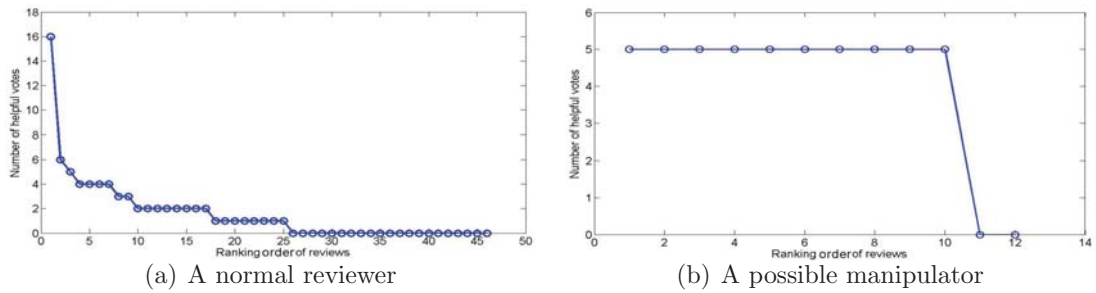 18
16
14
12
10
8
6
4
2
0
Number of helpful votes
0 5 10 15 20 25 30 35 40 45 50
Ranking order of reviews
(a) A normal reviewer
6
5
4
3
2
1
0
Number of helpful votes
0 2 4 6 8 10 12 14
Ranking order of reviews
(b) A possible manipulator